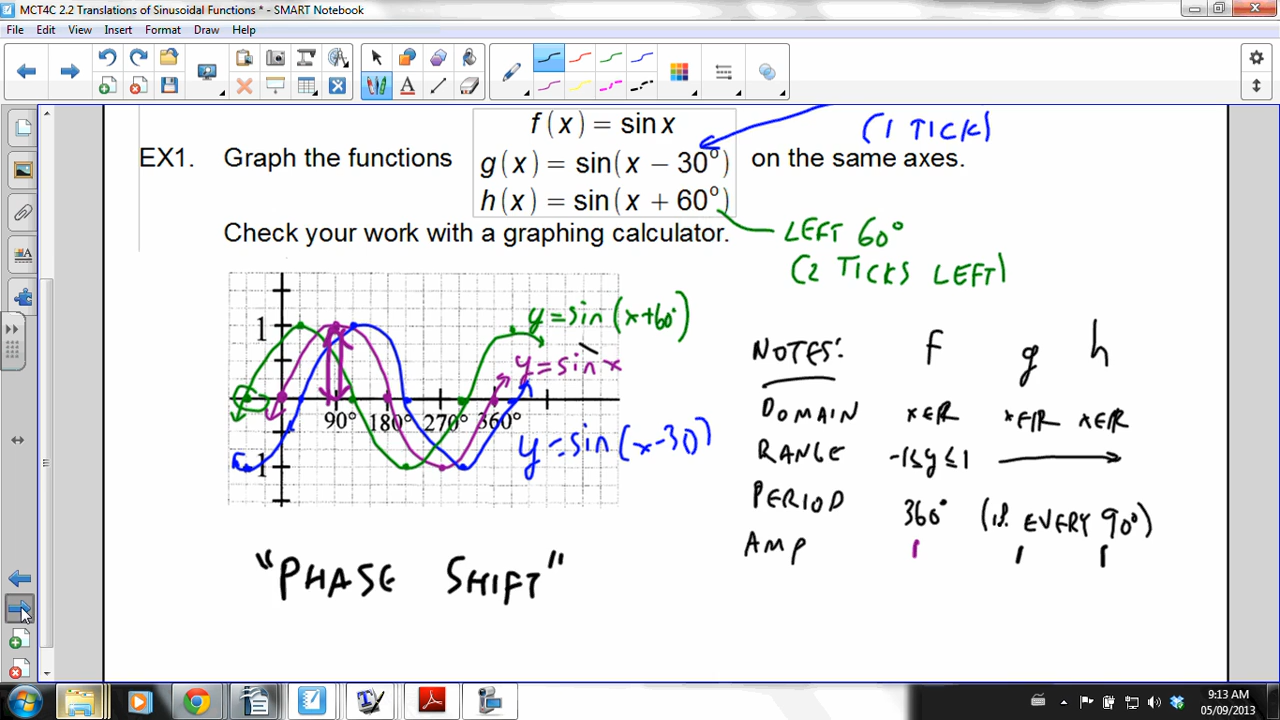 MCT4C 2.2 Translations of Sinusoidal Functions * - SMART Notebook
File Edit View Insert Format Draw Help
(1 TICK)
f(x) = sin x
EX1. Graph the functions g(x) = sin(x − 30°) on the same axes.
h(x) = sin(x + 60°)
Check your work with a graphing calculator.
LEFT 60°
(2 TICKS LEFT)
y=sin(x+60°)
1
y=sin x
90° 180° 270° 360°
y=sin(x-30)
-1
NOTES: f g h
DOMAIN x∈R x∈R x∈R
RANGE -1≤y≤1
PERIOD 360° (i.e. EVERY 90°)
AMP 1 1 1
"PHASE SHIFT"
9:13 AM
05/09/2013